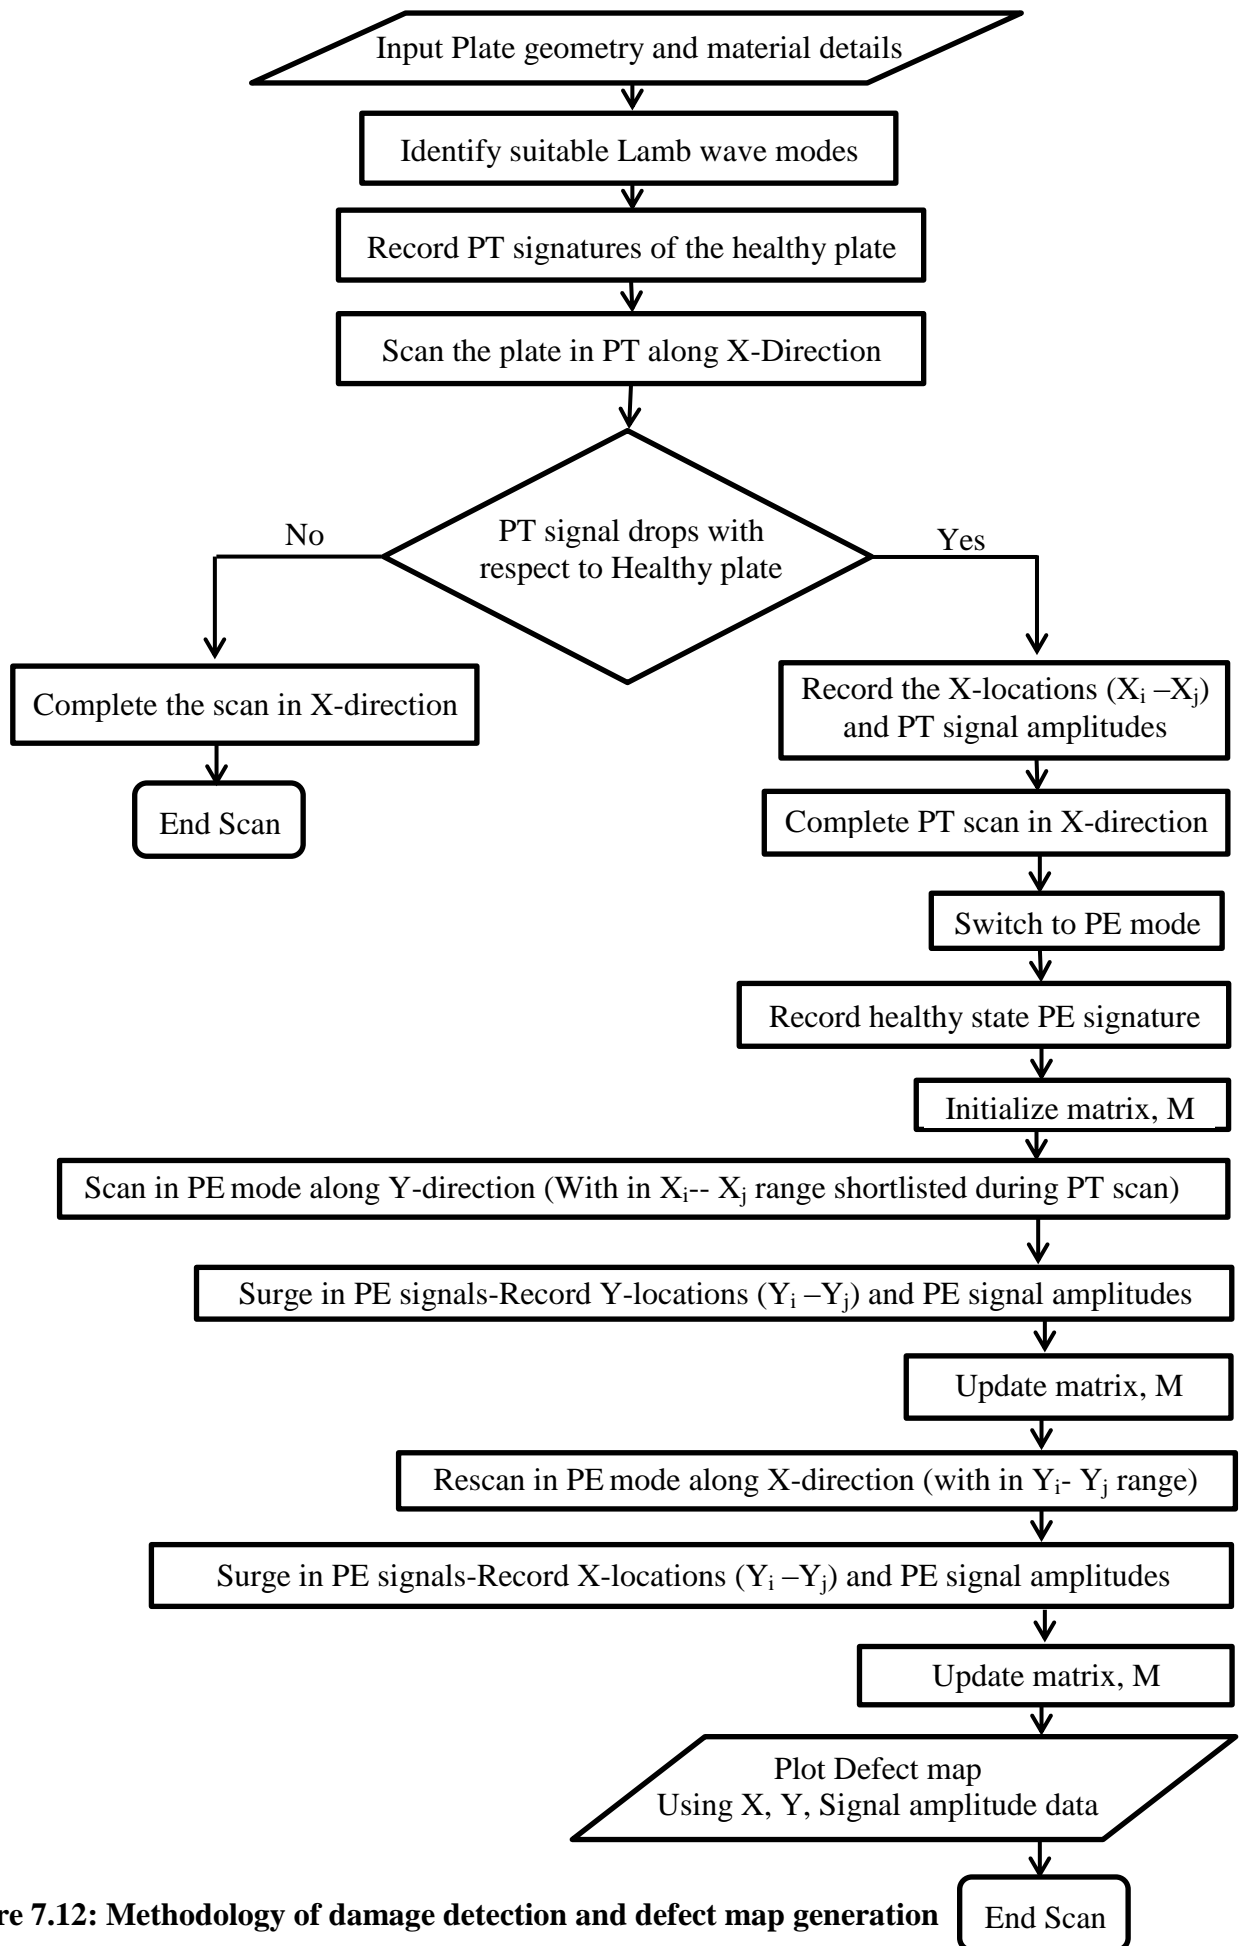 Input Plate geometry and material details
Identify suitable Lamb wave modes
Record PT signatures of the healthy plate
Scan the plate in PT along X-Direction
PT signal drops with
respect to Healthy plate
No
Yes
Complete the scan in X-direction
End Scan
Record the X-locations (Xi –Xj)
and PT signal amplitudes
Complete PT scan in X-direction
Switch to PE mode
Record healthy state PE signature
Initialize matrix, M
Scan in PE mode along Y-direction (With in Xi-- Xj range shortlisted during PT scan)
Surge in PE signals-Record Y-locations (Yi –Yj) and PE signal amplitudes
Update matrix, M
Rescan in PE mode along X-direction (with in Yi- Yj range)
Surge in PE signals-Record X-locations (Yi –Yj) and PE signal amplitudes
Update matrix, M
Plot Defect map
Using X, Y, Signal amplitude data
End Scan
re 7.12: Methodology of damage detection and defect map generation